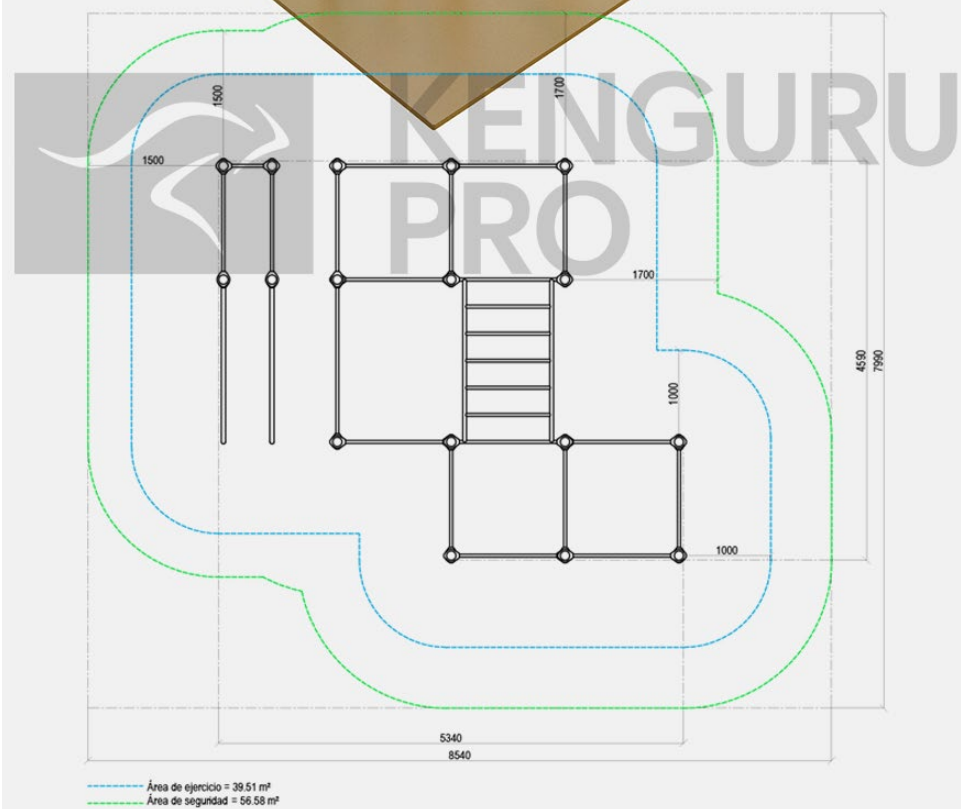 KENGURU
PRO
1500
1700
1500
1700
4590
7990
1000
1000
5340
8540
Área de ejercicio = 39.51 m²
Área de seguridad = 56.58 m²